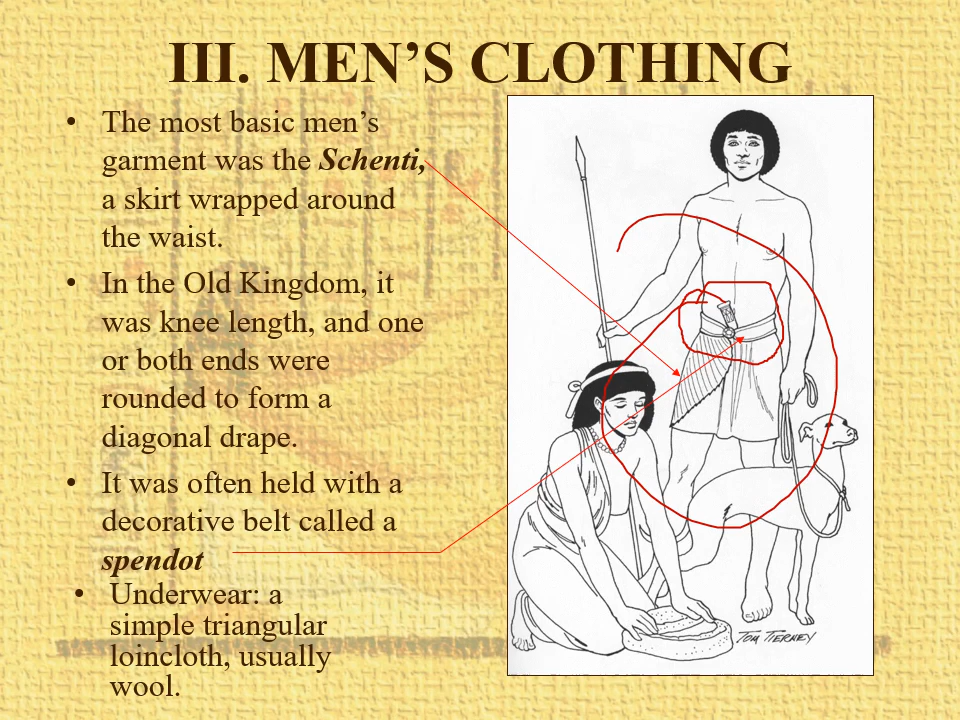 III. MEN’S CLOTHING
• The most basic men’s
garment was the Schenti,
a skirt wrapped around
the waist.
• In the Old Kingdom, it
was knee length, and one
or both ends were
rounded to form a
diagonal drape.
• It was often held with a
decorative belt called a
spendot
• Underwear: a
simple triangular
loincloth, usually
wool.
TOM TIERNEY